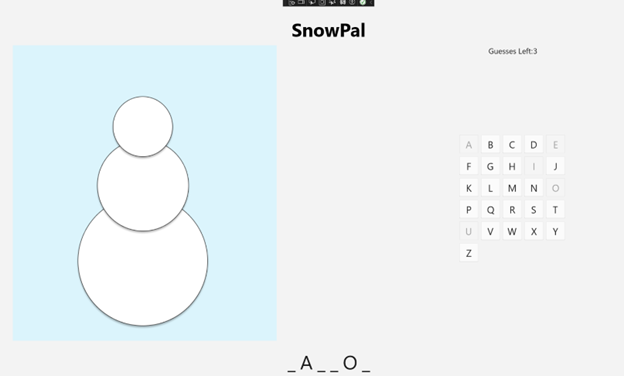 SnowPal
Guesses Left:3
A B C D E
F G H I J
K L M N O
P Q R S T
U V W X Y
Z
_ A _ _ O _